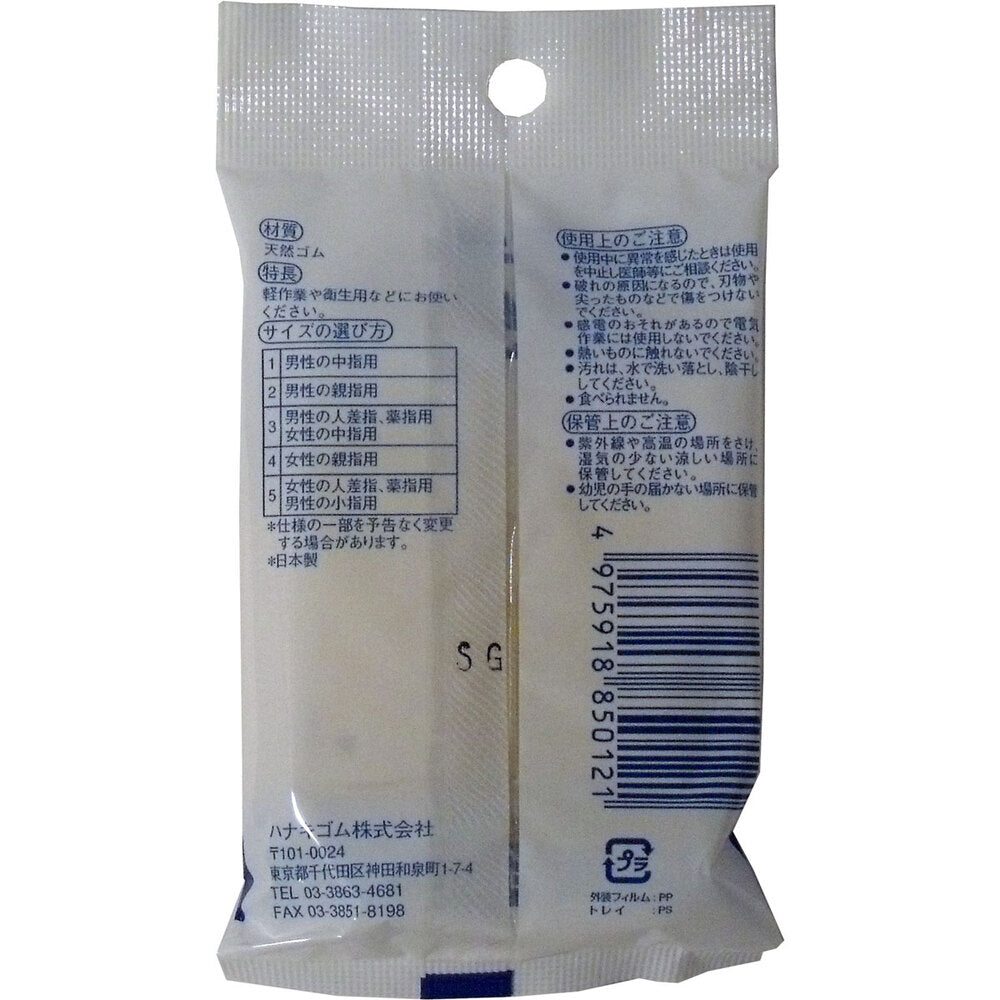 材質
天然ゴム
特長
軽作業や衛生用などにお使い
ください。
サイズの選び方
1 男性の中指用
2 男性の親指用
3 男性の人差指、薬指用
女性の中指用
4 女性の親指用
5 女性の人差指、薬指用
男性の小指用
*仕様の一部を予告なく変更
する場合があります。
*日本製
SG
ハナキゴム株式会社
〒101-0024
東京都千代田区神田和泉町1-7-4
TEL 03-3863-4681
FAX 03-3851-8198
使用上のご注意
●使用中に異常を感じたときは使用
を中止し医師等にご相談ください。
●破れの原因になるので、刃物や
尖ったものなどで傷をつけない
でください。
●感電のおそれがあるので電気
作業には使用しないでください。
●熱いものに触れないでください。
●汚れは、水で洗い落とし、陰干し
してください。
●食べられません。
保管上のご注意
●紫外線や高温の場所をさけ、
湿気の少ない涼しい場所に
保管してください。
●幼児の手の届かない場所に保管
してください。
4 975918 850121
プラ
外装フィルム:PP
トレイ :PS